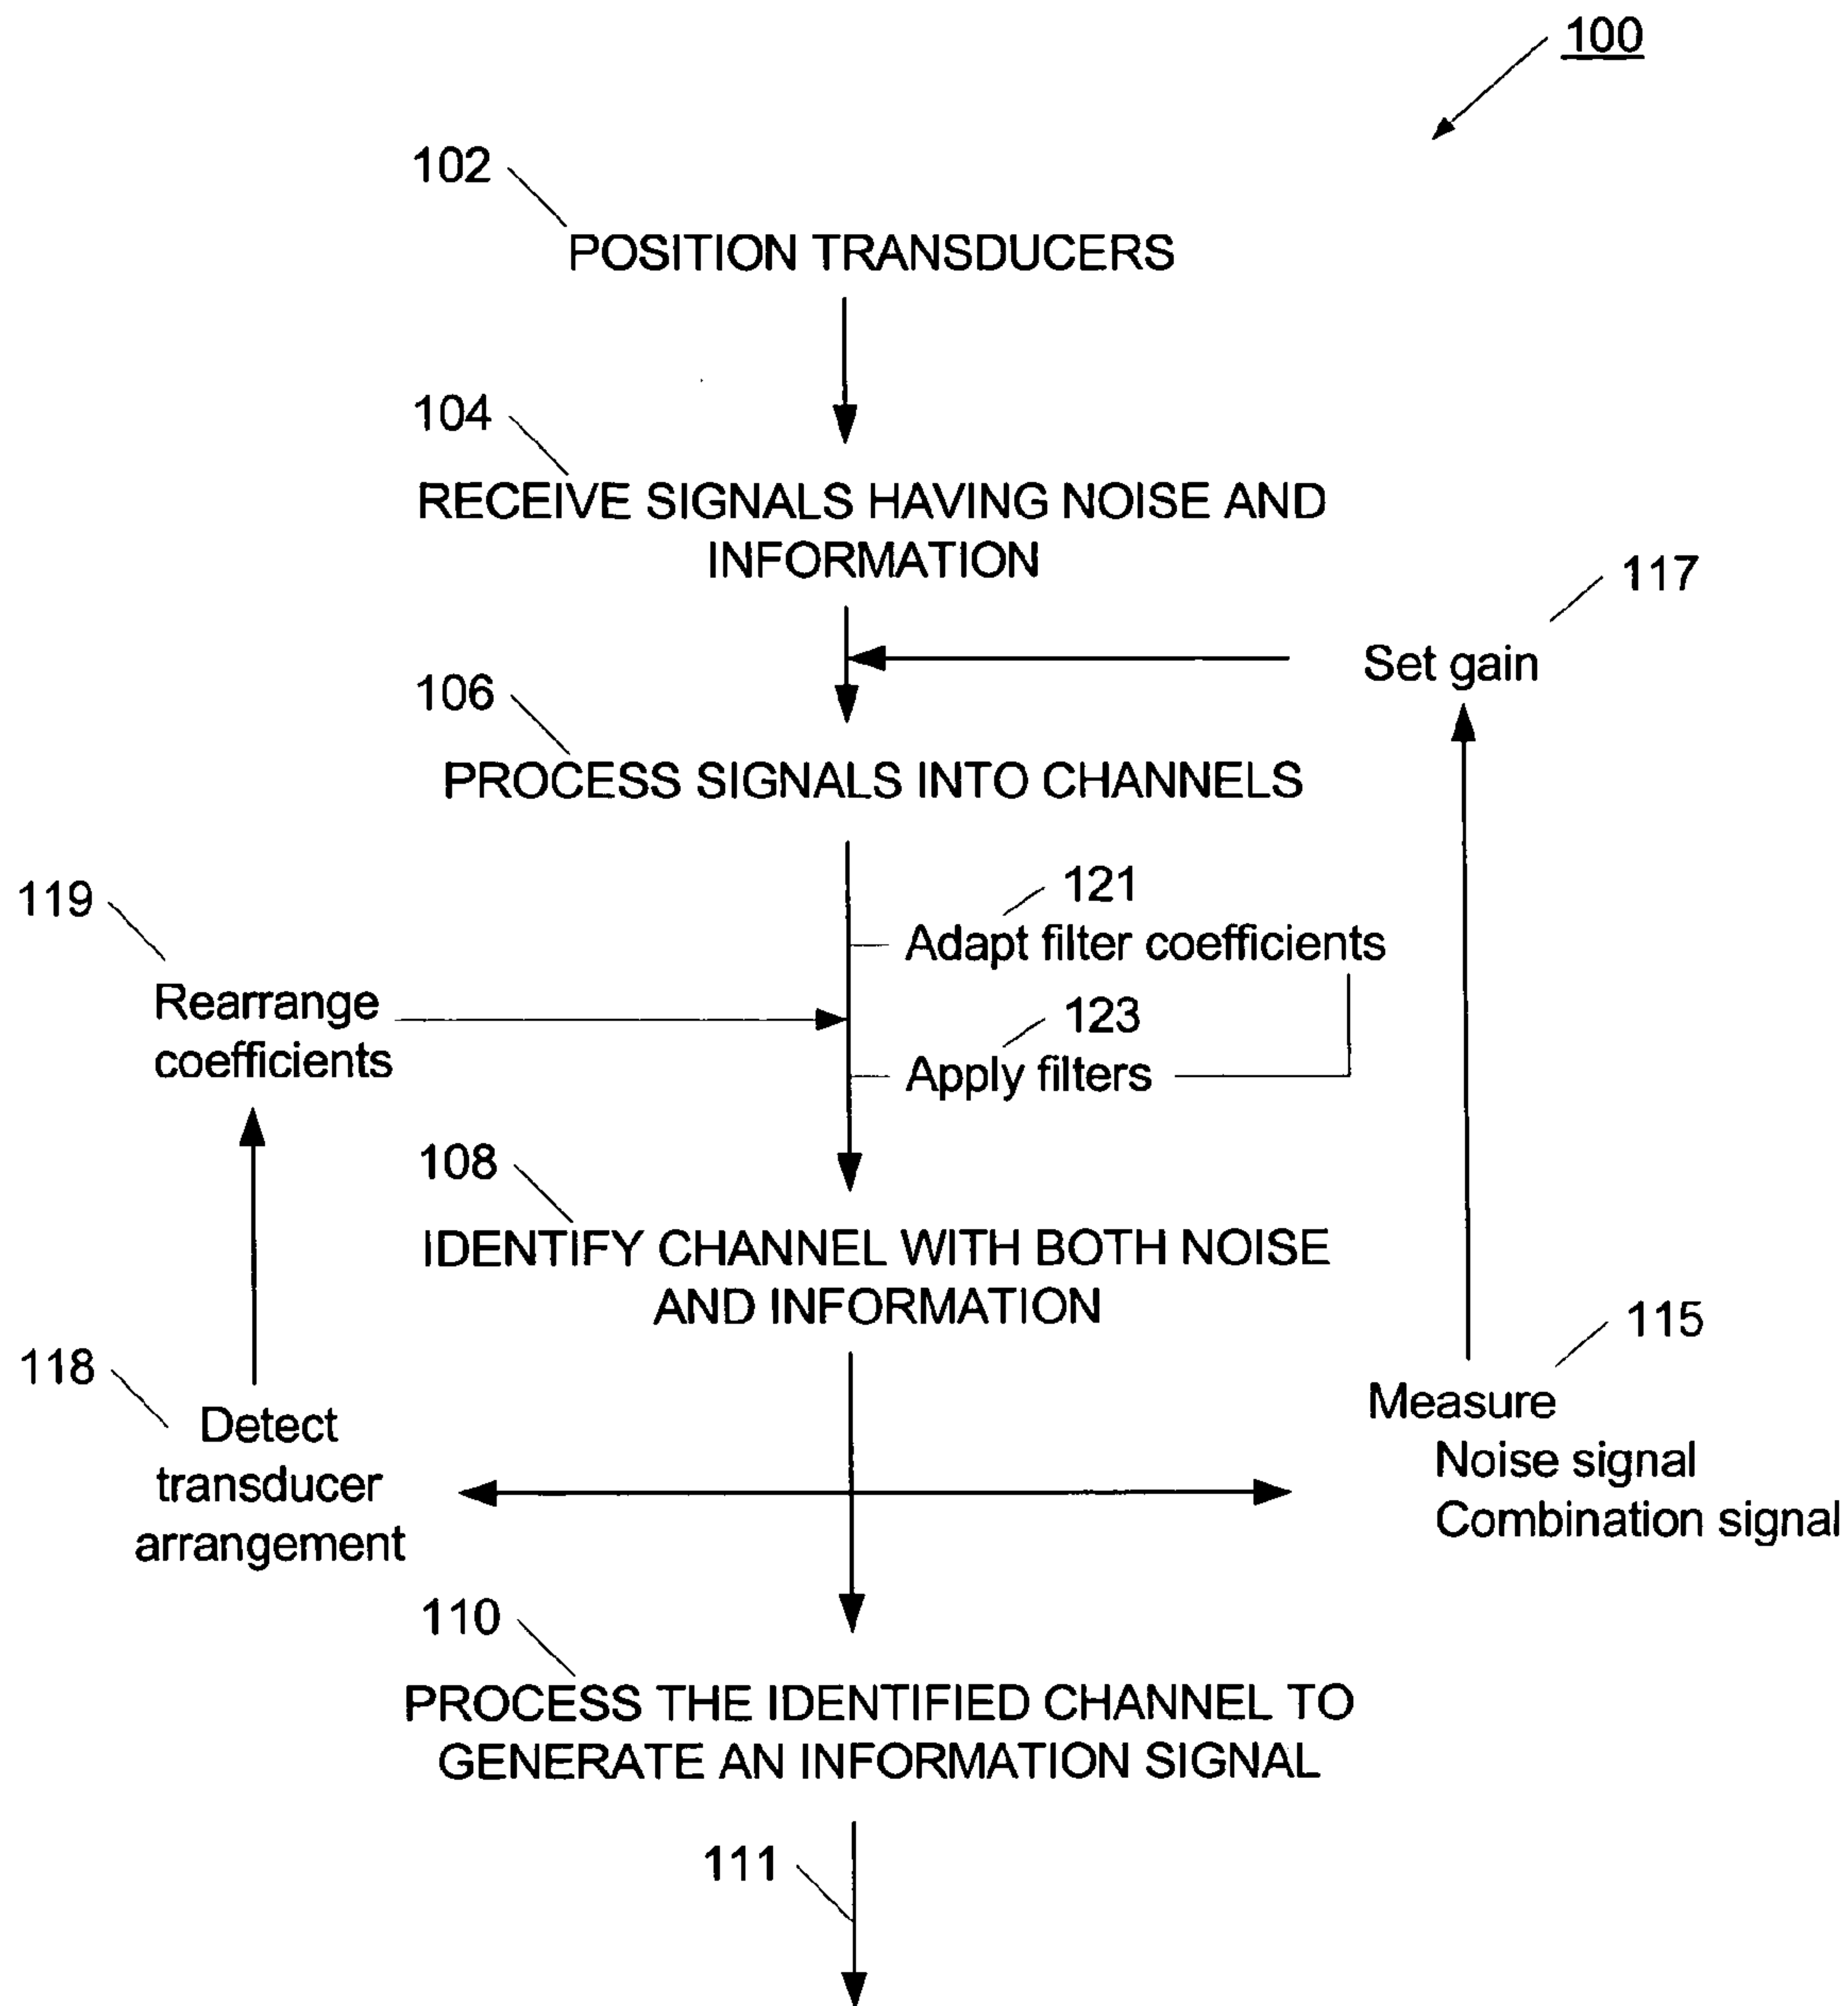 100
102
POSITION TRANSDUCERS
104
RECEIVE SIGNALS HAVING NOISE AND
INFORMATION
117
Set gain
106
PROCESS SIGNALS INTO CHANNELS
121
Adapt filter coefficients
119
Rearrange
coefficients
123
Apply filters
108
IDENTIFY CHANNEL WITH BOTH NOISE
AND INFORMATION
118
Detect
transducer
arrangement
115
Measure
Noise signal
Combination signal
110
PROCESS THE IDENTIFIED CHANNEL TO
GENERATE AN INFORMATION SIGNAL
111